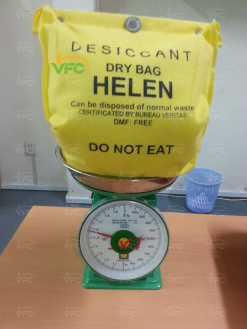 DESICCANT
VFC
DRY BAG
HELEN
Can be disposed of normal waste
CERTIFICATED BY BUREAU VERITAS
DMF: FREE
DO NOT EAT